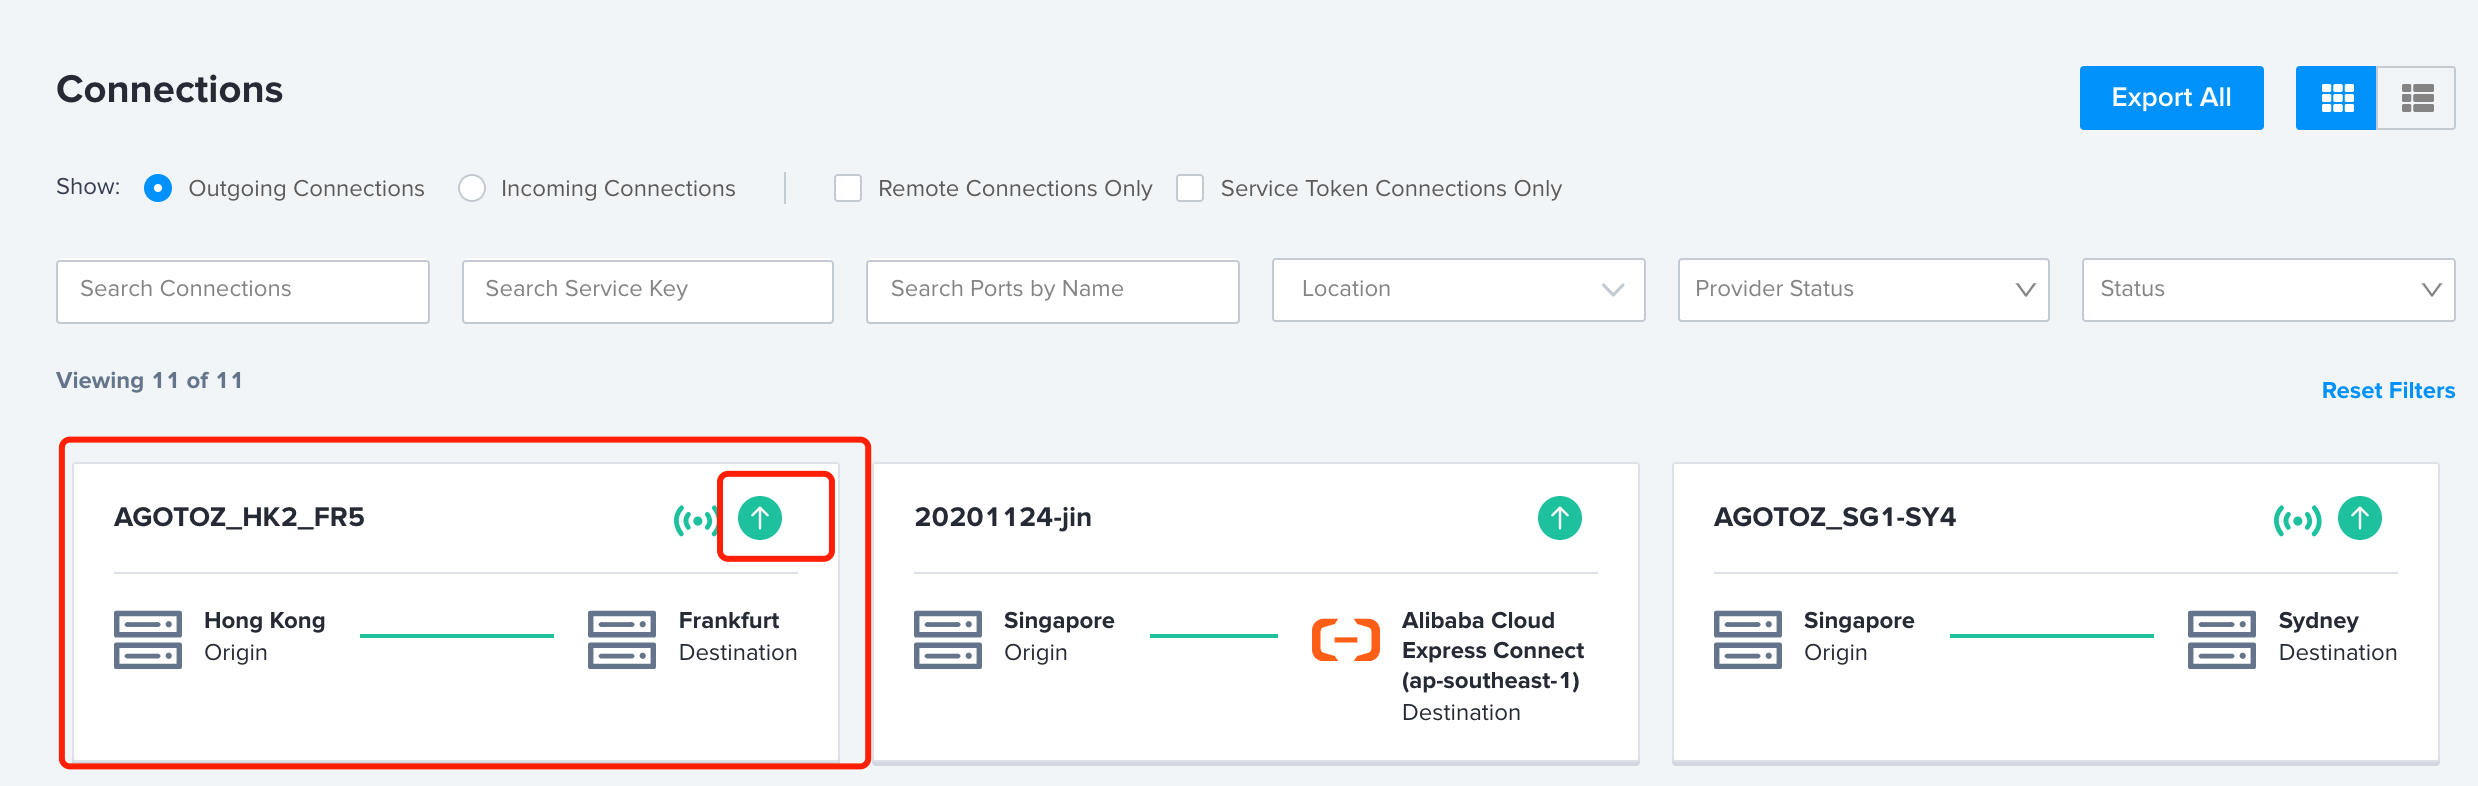 Connections
Export All
Show: Outgoing Connections Incoming Connections Remote Connections Only Service Token Connections Only
Search Connections Search Service Key Search Ports by Name Location Provider Status Status
Viewing 11 of 11
Reset Filters
AGOTOZ_HK2_FR5
Hong Kong
Origin
Frankfurt
Destination
20201124-jin
Singapore
Origin
Alibaba Cloud
Express Connect
(ap-southeast-1)
Destination
AGOTOZ_SG1-SY4
Singapore
Origin
Sydney
Destination